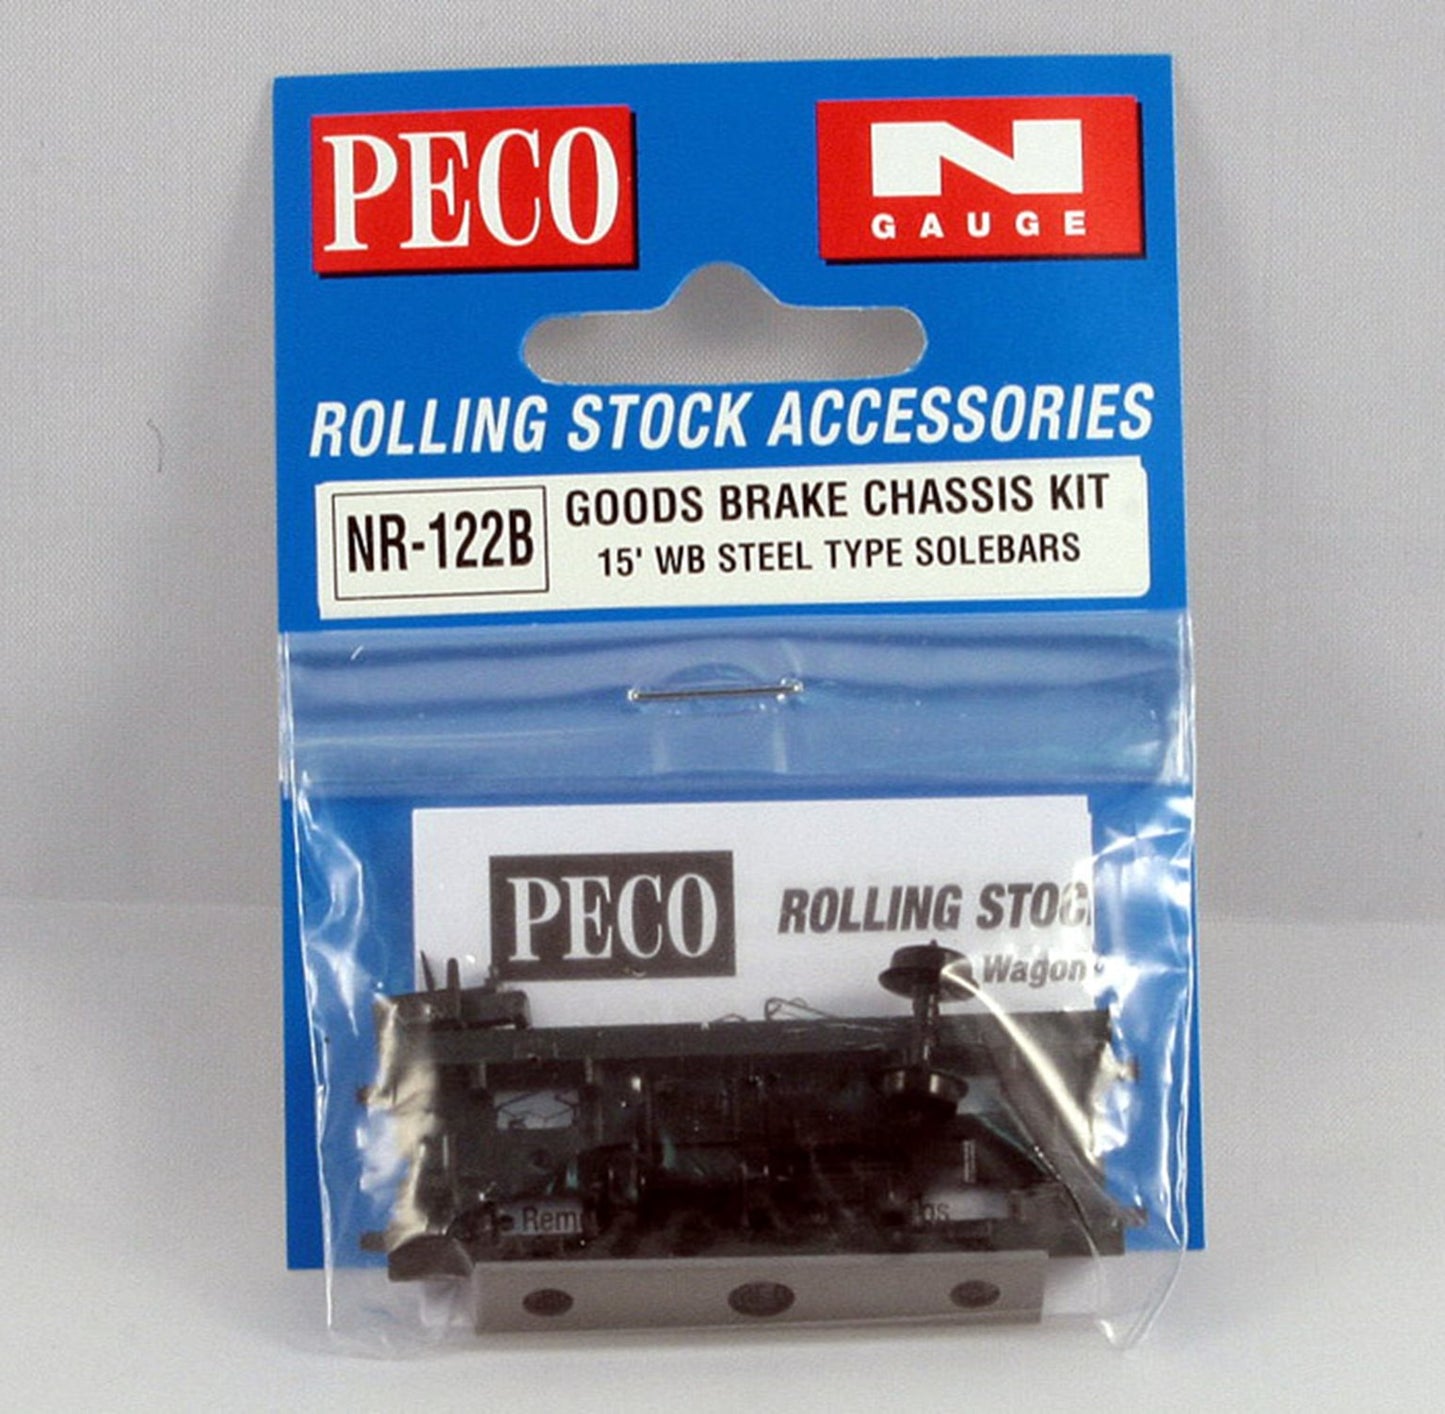 PECO
N
GAUGE
ROLLING STOCK ACCESSORIES
NR-122B
GOODS BRAKE CHASSIS KIT
15' WB STEEL TYPE SOLEBARS
PECO
ROLLING STOC
Wagon